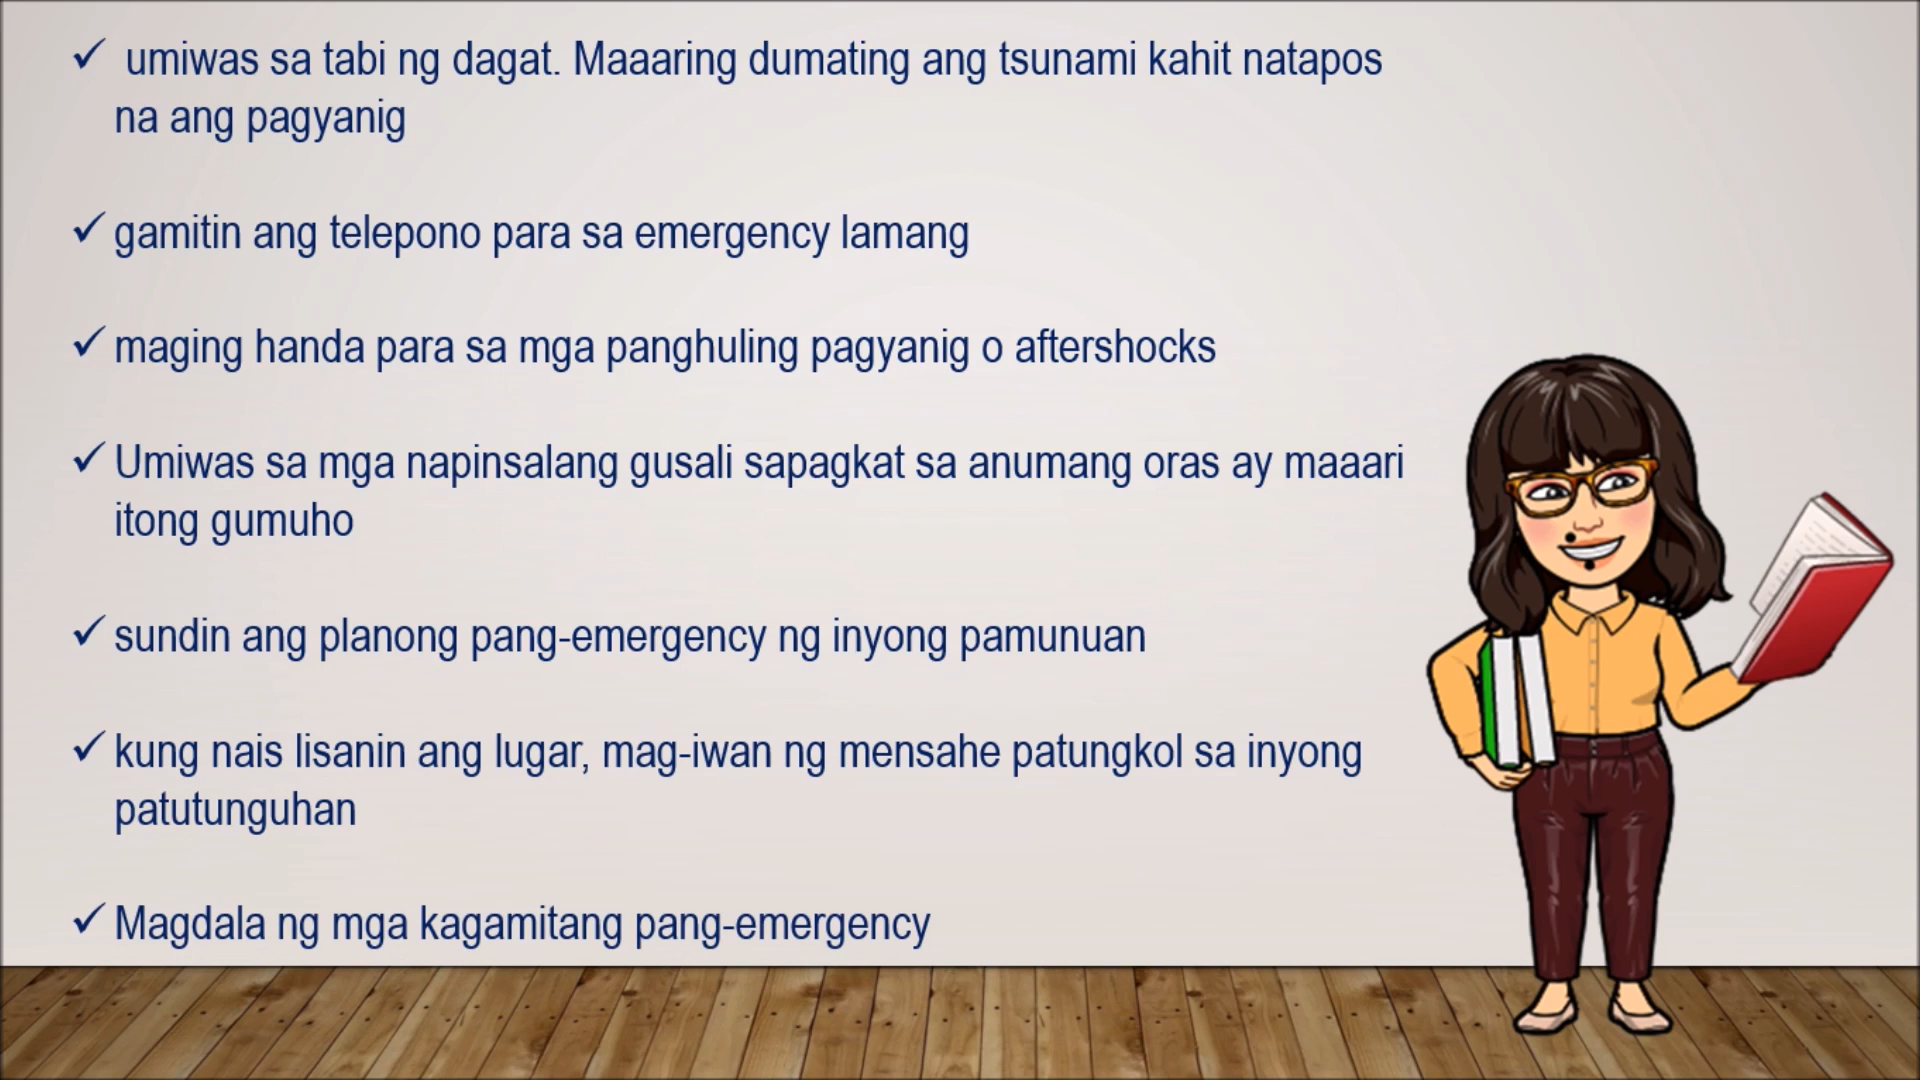 ✓ umiwas sa tabi ng dagat. Maaaring dumating ang tsunami kahit natapos
na ang pagyanig
✓ gamitin ang telepono para sa emergency lamang
✓ maging handa para sa mga panghuling pagyanig o aftershocks
✓ Umiwas sa mga napinsalang gusali sapagkat sa anumang oras ay maaari
itong gumuho
✓ sundin ang planong pang-emergency ng inyong pamunuan
✓ kung nais lisanin ang lugar, mag-iwan ng mensahe patungkol sa inyong
patutunguhan
✓ Magdala ng mga kagamitang pang-emergency